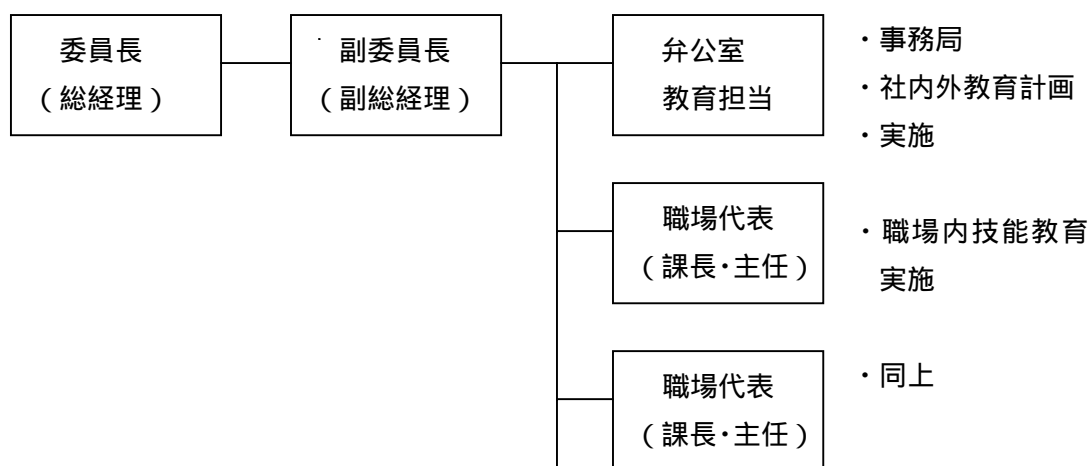 委員長
（総経理）
副委員長
（副総経理）
弁公室
教育担当
・事務局
・社内外教育計画
・実施
職場代表
（課長・主任）
・職場内技能教育
実施
職場代表
（課長・主任）
・同上